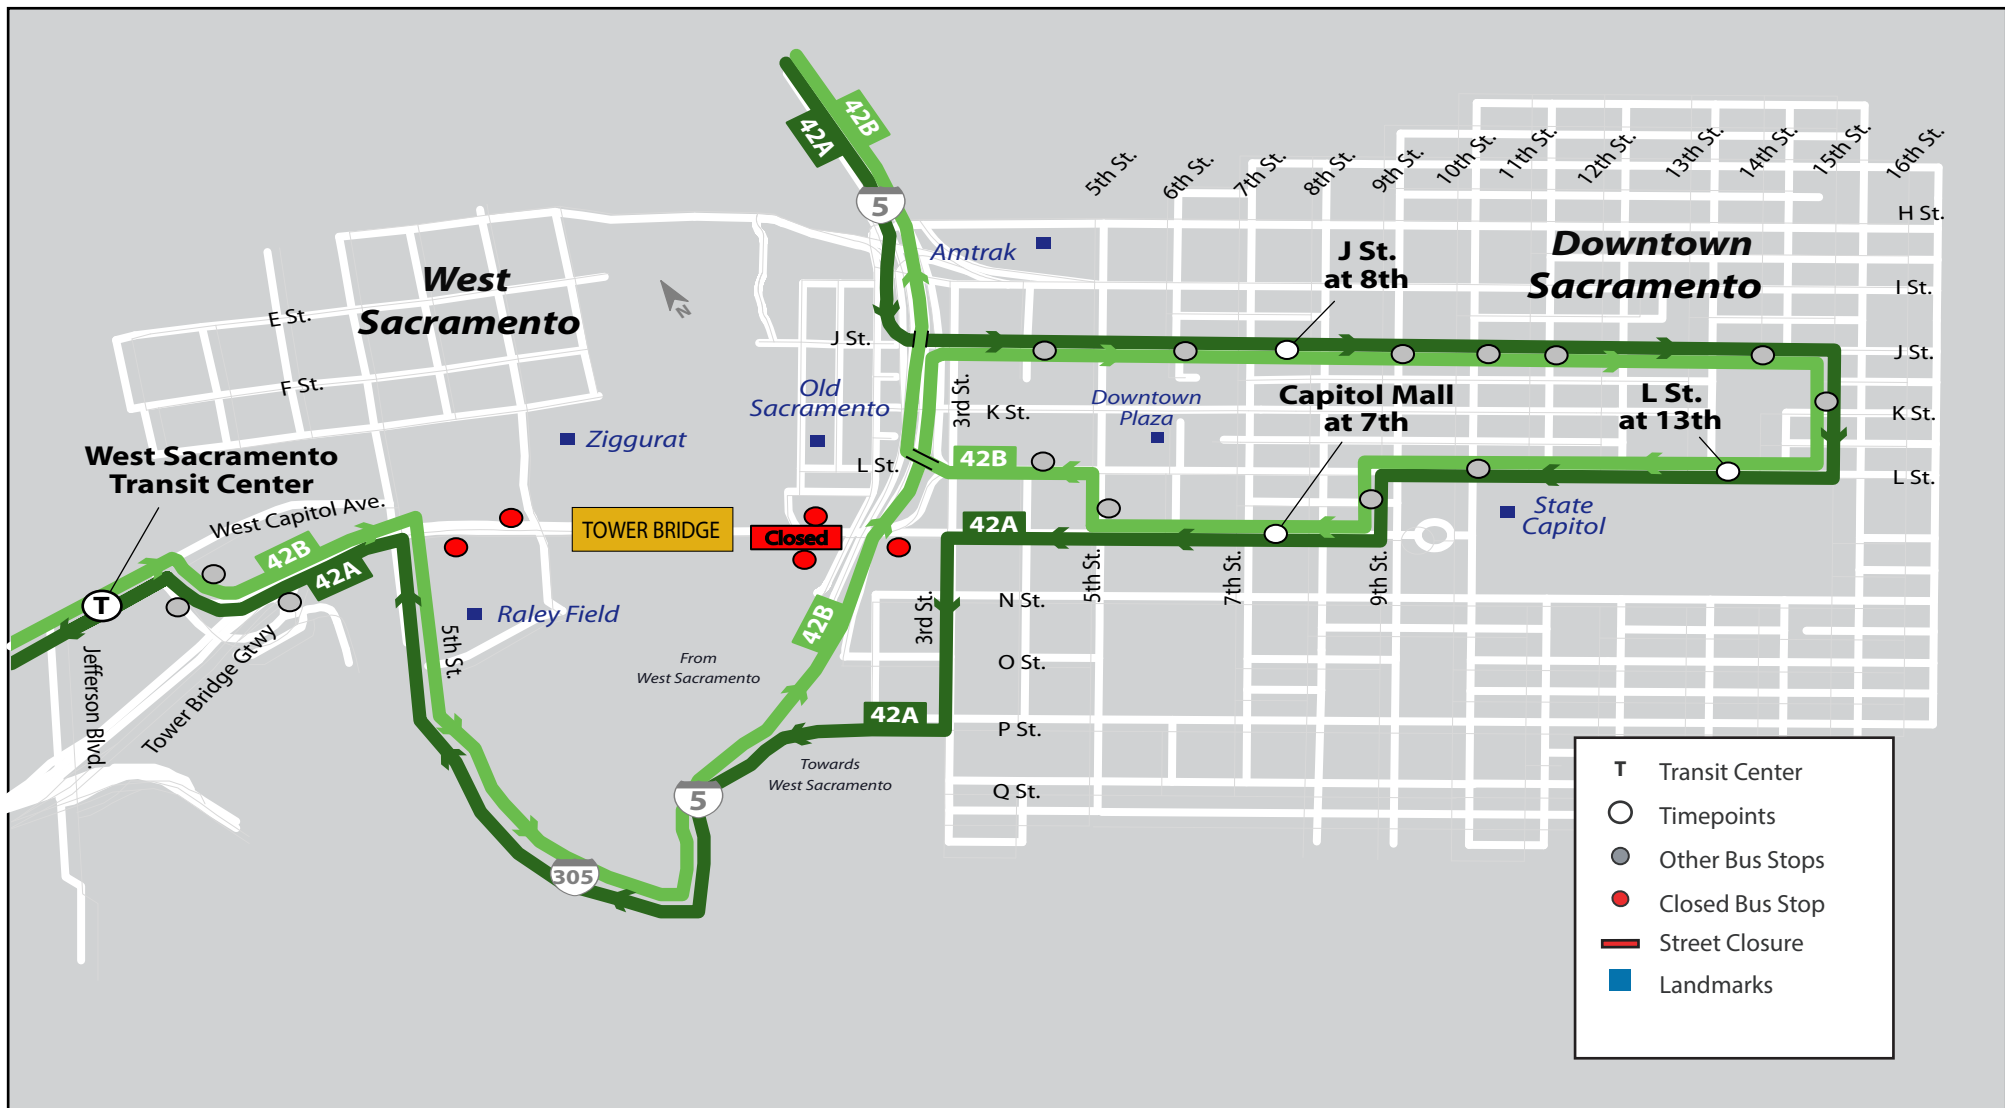 42B
42A
5
5th St.
6th St.
7th St.
8th St.
9th St.
10th St.
11th St.
12th St.
13th St.
14th St.
15th St.
16th St.
H St.
Amtrak
J St.
at 8th
Downtown
Sacramento
I St.
West
Sacramento
E St.
N
J St.
J St.
F St.
Old
Sacramento
3rd St.
K St.
Downtown
Plaza
Capitol Mall
at 7th
L St.
at 13th
K St.
Ziggurat
West Sacramento
Transit Center
L St.
42B
L St.
West Capitol Ave.
TOWER BRIDGE
Closed
42A
State
Capitol
42B
42A
T
5th St.
7th St.
9th St.
Raley Field
3rd St.
N St.
42B
5th St.
Jefferson Blvd.
Tower Bridge Gtwy
From
West Sacramento
O St.
42A
P St.
Towards
West Sacramento
5
Q St.
305
T Transit Center
Timepoints
Other Bus Stops
Closed Bus Stop
Street Closure
Landmarks